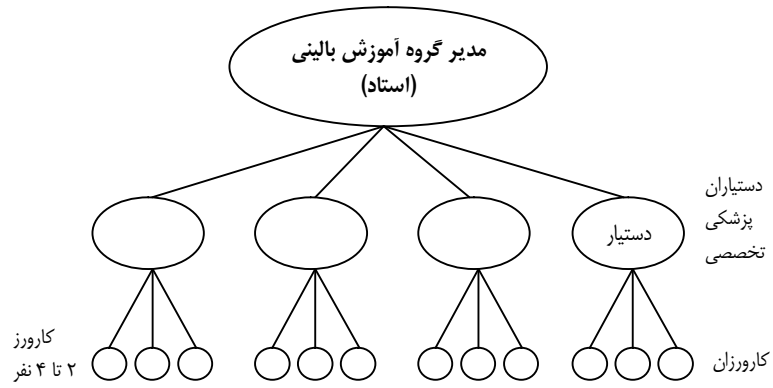 مدیر گروه آموزش بالینی
(استاد)
دستیاران
پزشکی
تخصصی
دستیار
کارورز
۲ تا ۴ نفر
کارورزان